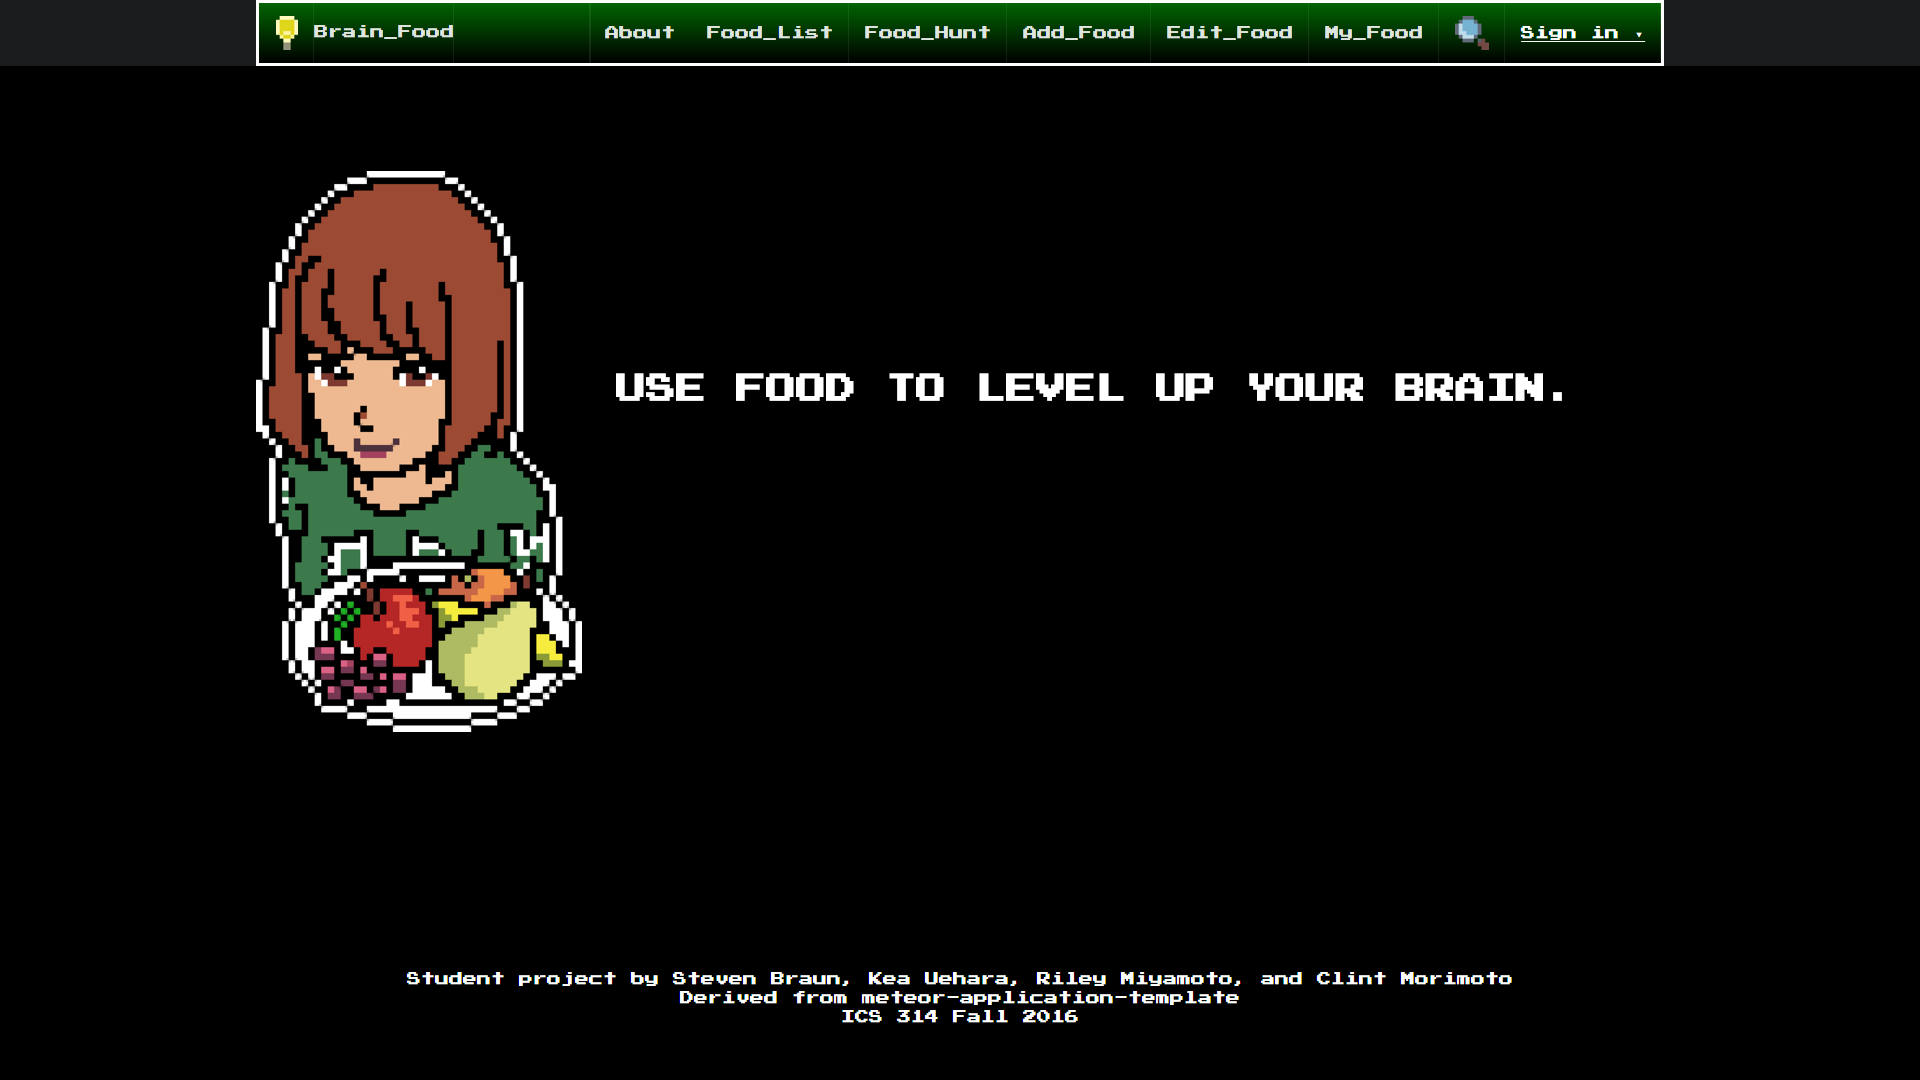 Brain_Food
About
Food_List
Food_Hunt
Add_Food
Edit_Food
My_Food
Sign in ▾
USE FOOD TO LEVEL UP YOUR BRAIN.
Student project by Steven Braun, Kea Uehara, Riley Miyamoto, and Clint Morimoto
Derived from meteor-application-template
ICS 314 Fall 2016